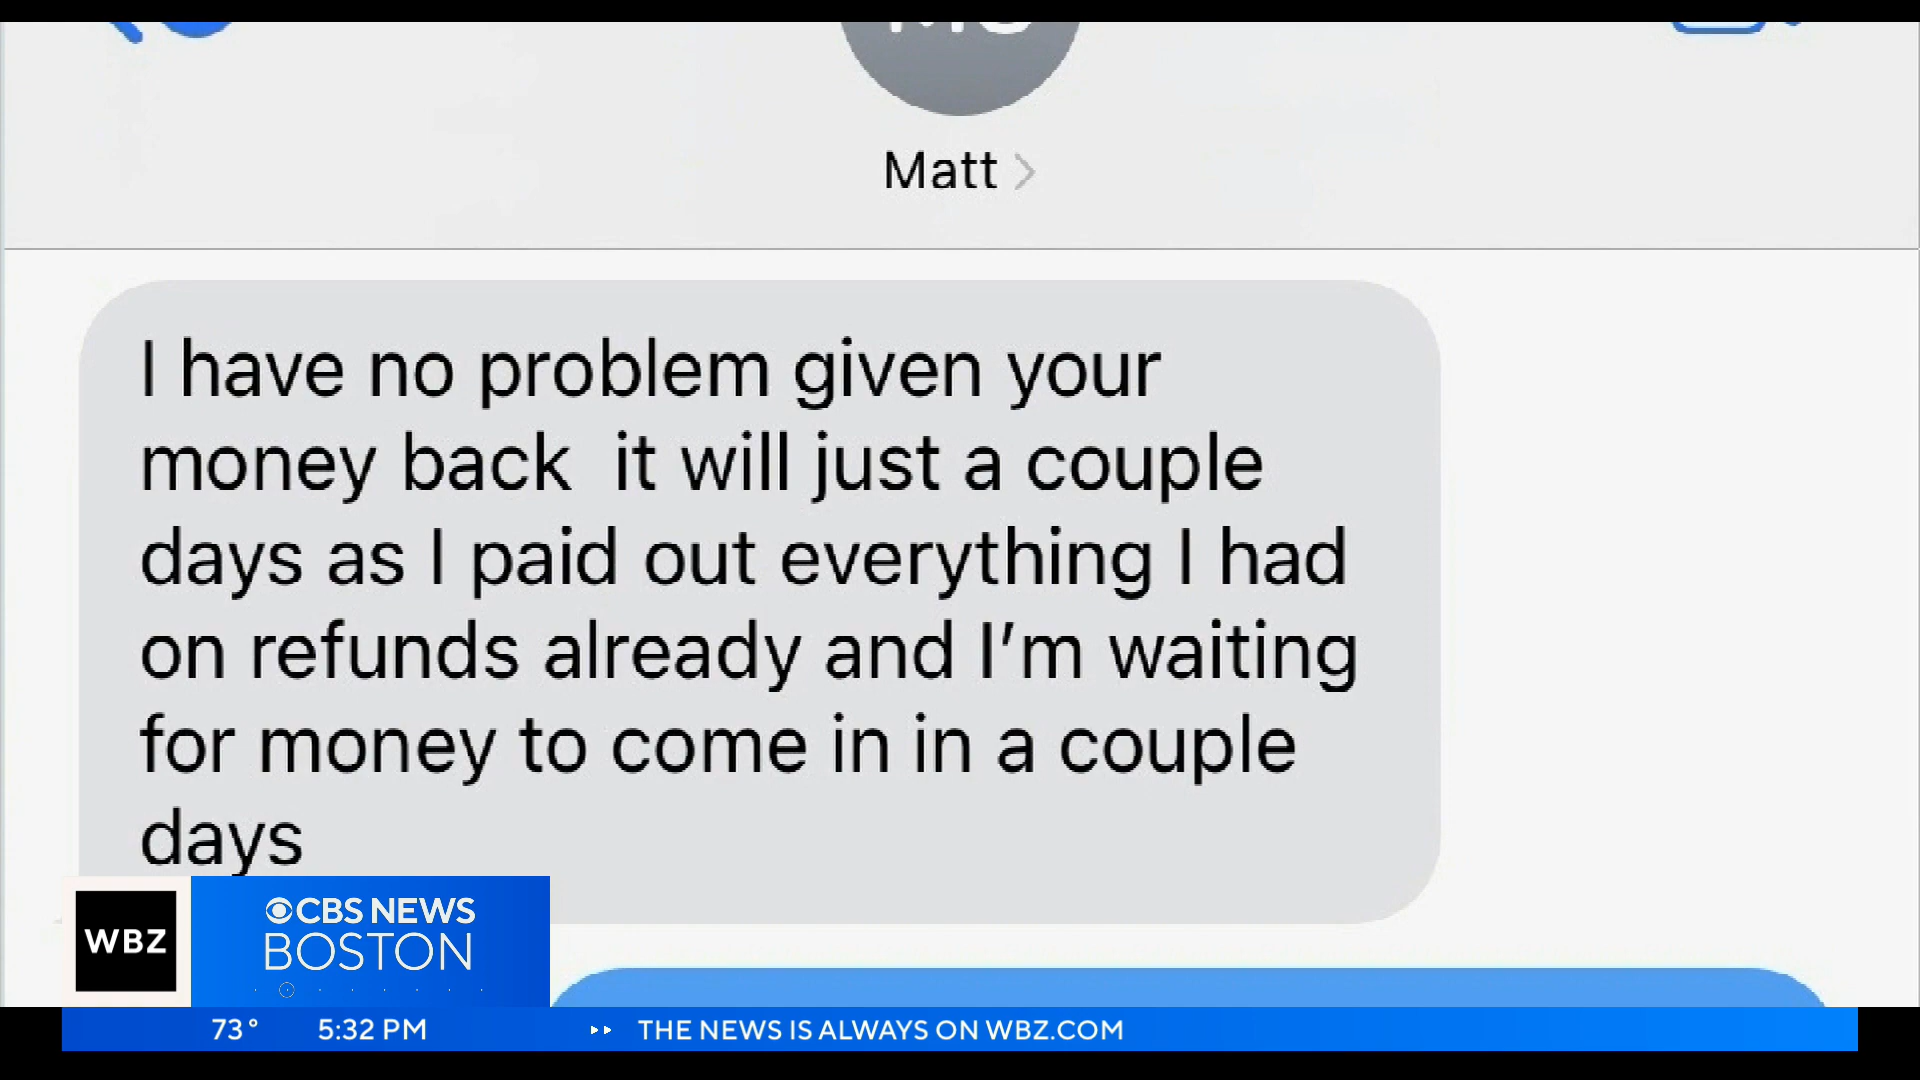 Matt
I have no problem given your
money back  it will just a couple
days as I paid out everything I had
on refunds already and I’m waiting
for money to come in in a couple
days
WBZ
CBS NEWS
BOSTON
73° 5:32 PM THE NEWS IS ALWAYS ON WBZ.COM